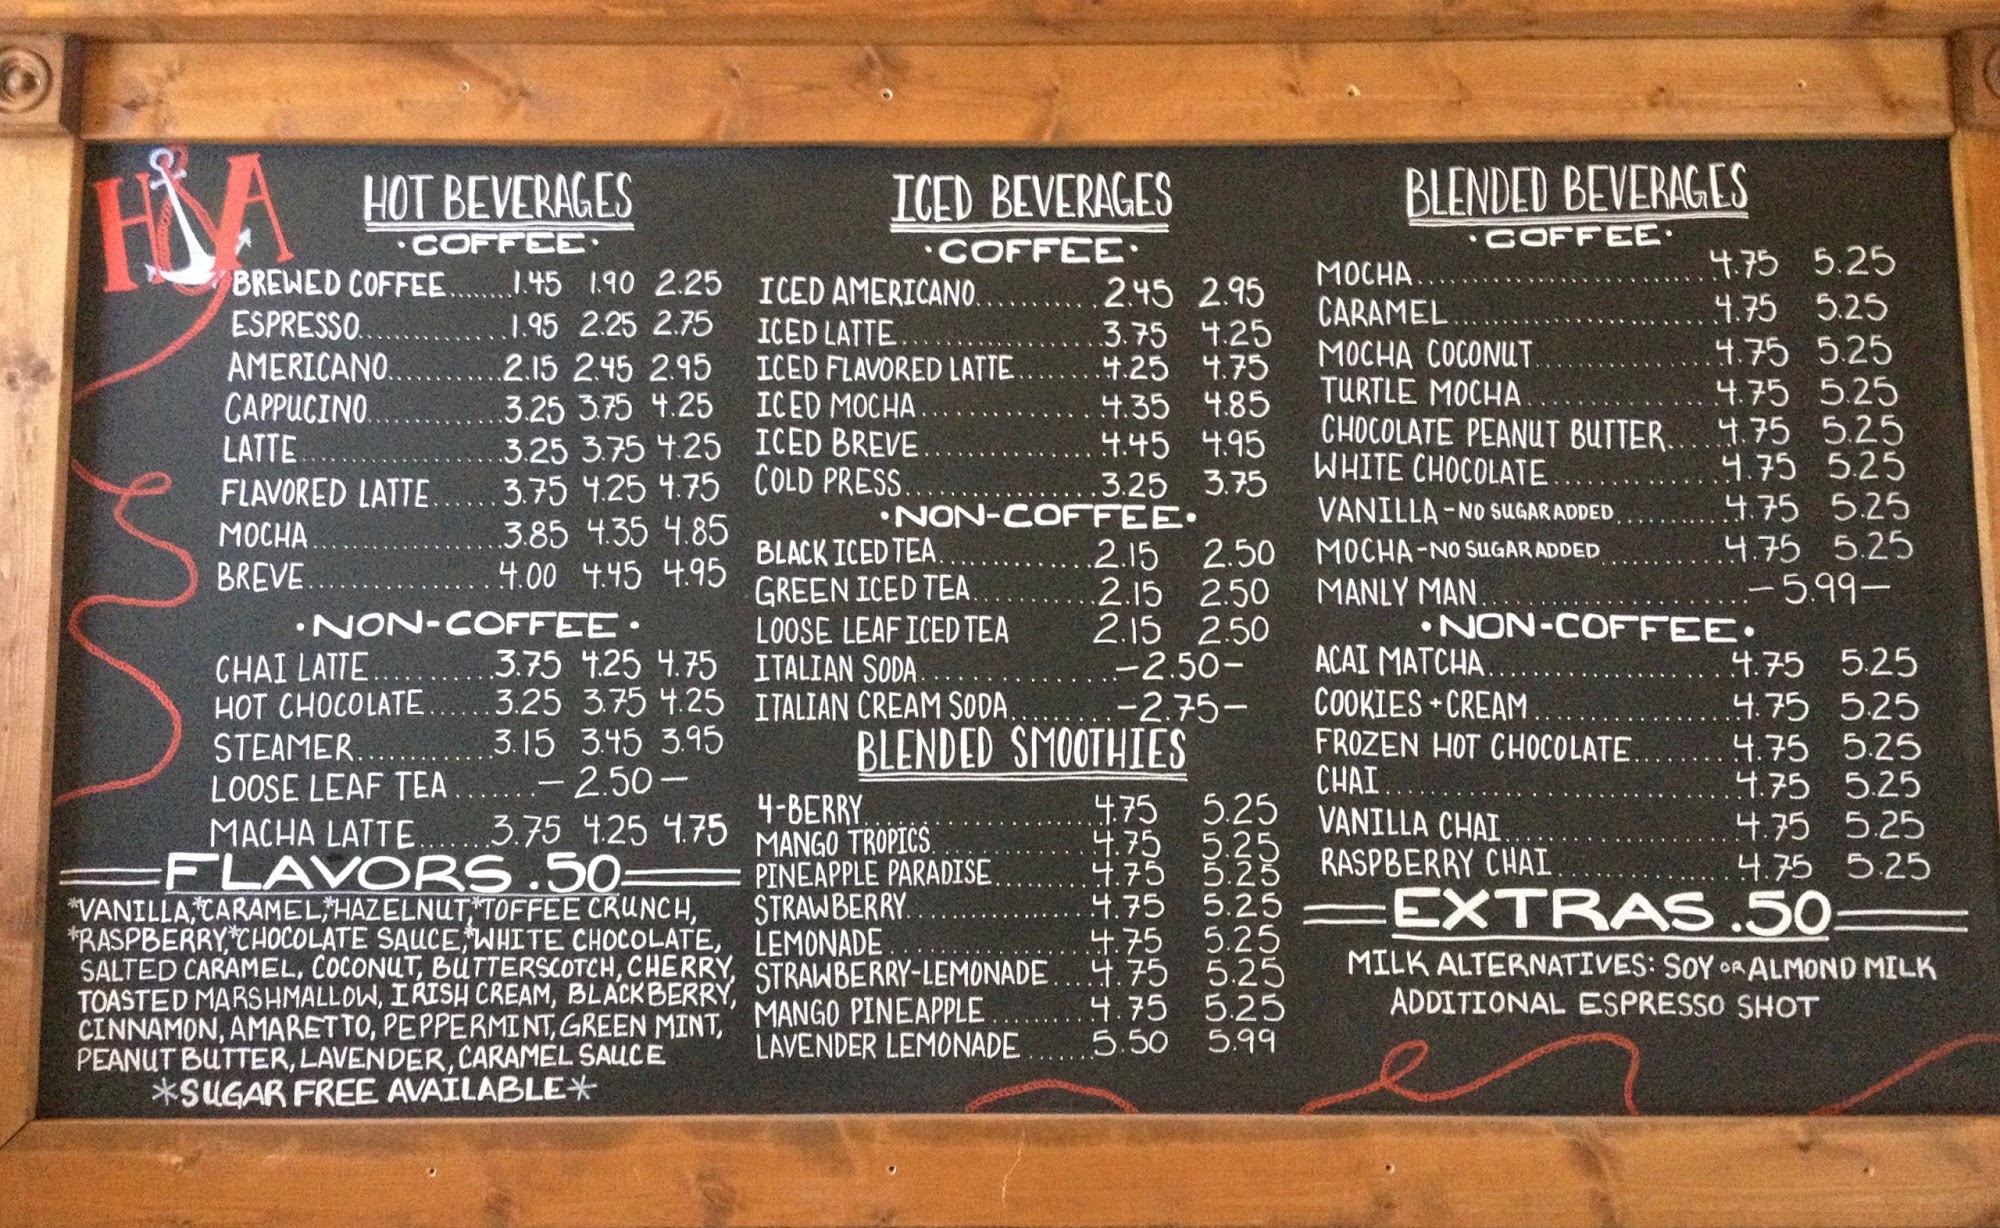 H A
HOT BEVERAGES
·COFFEE·
BREWED COFFEE........1.45 1.90 2.25
ESPRESSO..............1.95 2.25 2.75
AMERICANO............2.15 2.45 2.95
CAPPUCINO..............3.25 3.75 4.25
LATTE....................3.25 3.75 4.25
FLAVORED LATTE......3.75 4.25 4.75
MOCHA...................3.85 4.35 4.85
BREVE...................4.00 4.45 4.95
·NON-COFFEE·
CHAI LATTE............3.75 4.25 4.75
HOT CHOCOLATE......3.25 3.75 4.25
STEAMER.............3.15 3.45 3.95
LOOSE LEAF TEA.......—2.50—
MACHA LATTE.......3.75 4.25 4.75
FLAVORS .50
*VANILLA,*CARAMEL,*HAZELNUT,*TOFFEE CRUNCH,
*RASPBERRY,*CHOCOLATE SAUCE,*WHITE CHOCOLATE,
SALTED CARAMEL, COCONUT, BUTTERSCOTCH, CHERRY,
TOASTED MARSHMALLOW, IRISH CREAM, BLACKBERRY,
CINNAMON, AMARETTO, PEPPERMINT, GREEN MINT,
PEANUT BUTTER, LAVENDER, CARAMEL SAUCE
*SUGAR FREE AVAILABLE*
ICED BEVERAGES
·COFFEE·
ICED AMERICANO............2.45 2.95
ICED LATTE....................3.75 4.25
ICED FLAVORED LATTE........4.25 4.75
ICED MOCHA.................4.35 4.85
ICED BREVE.................4.45 4.95
COLD PRESS...................3.25 3.75
·NON-COFFEE·
BLACK ICED TEA...............2.15 2.50
GREEN ICED TEA............2.15 2.50
LOOSE LEAF ICED TEA 2.15 2.50
ITALIAN SODA...................—2.50—
ITALIAN CREAM SODA..........—2.75—
BLENDED SMOOTHIES
4-BERRY......................4.75 5.25
MANGO TROPICS...............4.75 5.25
PINEAPPLE PARADISE.........4.75 5.25
STRAWBERRY.................4.75 5.25
LEMONADE....................4.75 5.25
STRAWBERRY-LEMONADE....4.75 5.25
MANGO PINEAPPLE...........4.75 5.25
LAVENDER LEMONADE......5.50 5.99
BLENDED BEVERAGES
·COFFEE·
MOCHA.............................4.75 5.25
CARAMEL..........................4.75 5.25
MOCHA COCONUT.................4.75 5.25
TURTLE MOCHA...................4.75 5.25
CHOCOLATE PEANUT BUTTER....4.75 5.25
WHITE CHOCOLATE...............4.75 5.25
VANILLA-NO SUGAR ADDED..........4.75 5.25
MOCHA-NO SUGAR ADDED............4.75 5.25
MANLY MAN.........................—5.99—
·NON-COFFEE·
ACAI MATCHA......................4.75 5.25
COOKIES+CREAM.................4.75 5.25
FROZEN HOT CHOCOLATE........4.75 5.25
CHAI.................................4.75 5.25
VANILLA CHAI....................4.75 5.25
RASPBERRY CHAI................4.75 5.25
EXTRAS .50
MILK ALTERNATIVES: SOY OR ALMOND MILK
ADDITIONAL ESPRESSO SHOT